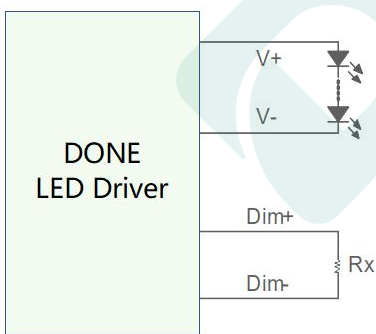 V+
V-
DONE
LED Driver
Dim+
Rx
Dim-